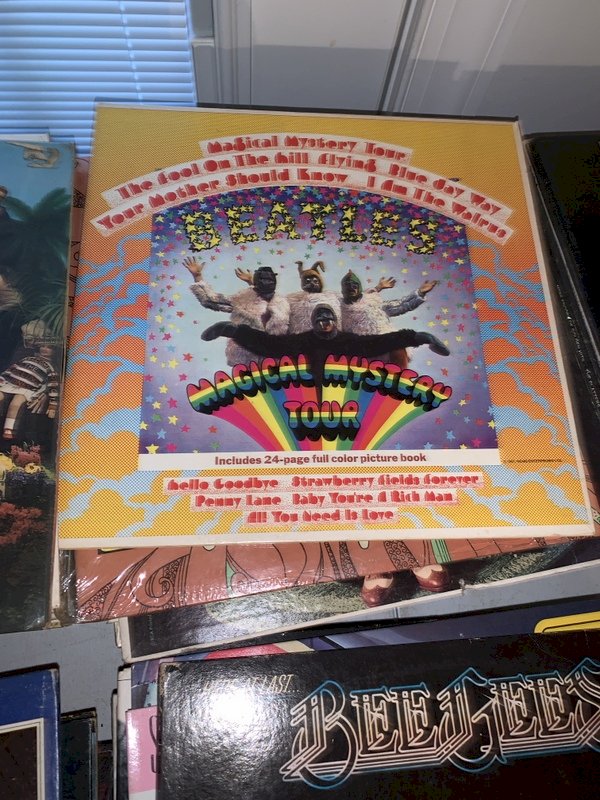 Magical Mystery Tour
The Fool On The Hill Flying Blue Jay Way
Your Mother Should Know I Am The Walrus
BEATLES
MAGICAL MYSTERY
TOUR
Includes 24-page full color picture book
Hello Goodbye Strawberry Fields Forever
Penny Lane Baby You're A Rich Man
All You Need Is Love
AT LAST...
BEE GEES